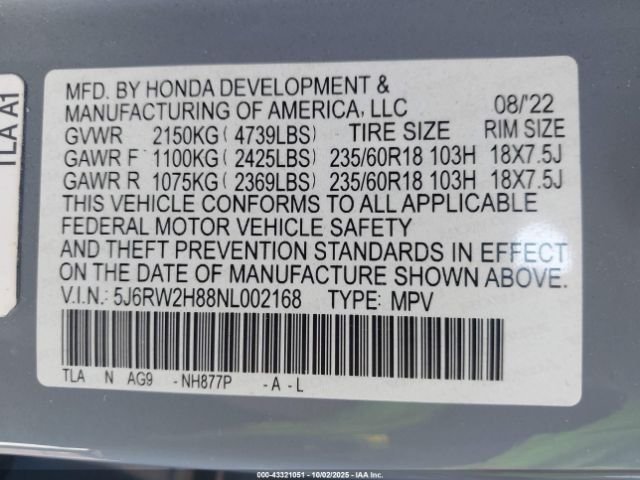 TLA A1
MFD. BY HONDA DEVELOPMENT &
MANUFACTURING OF AMERICA, LLC 08/'22
GVWR 2150KG ( 4739LBS) TIRE SIZE RIM SIZE
GAWR F 1100KG ( 2425LBS) 235/60R18 103H 18X7.5J
GAWR R 1075KG ( 2369LBS) 235/60R18 103H 18X7.5J
THIS VEHICLE CONFORMS TO ALL APPLICABLE
FEDERAL MOTOR VEHICLE SAFETY
AND THEFT PREVENTION STANDARDS IN EFFECT
ON THE DATE OF MANUFACTURE SHOWN ABOVE.
V.I.N.: 5J6RW2H88NL002168 TYPE: MPV
TLA N AG9 -NH877P -A-L
000-43321051 - 10/02/2025 - IAA, Inc.